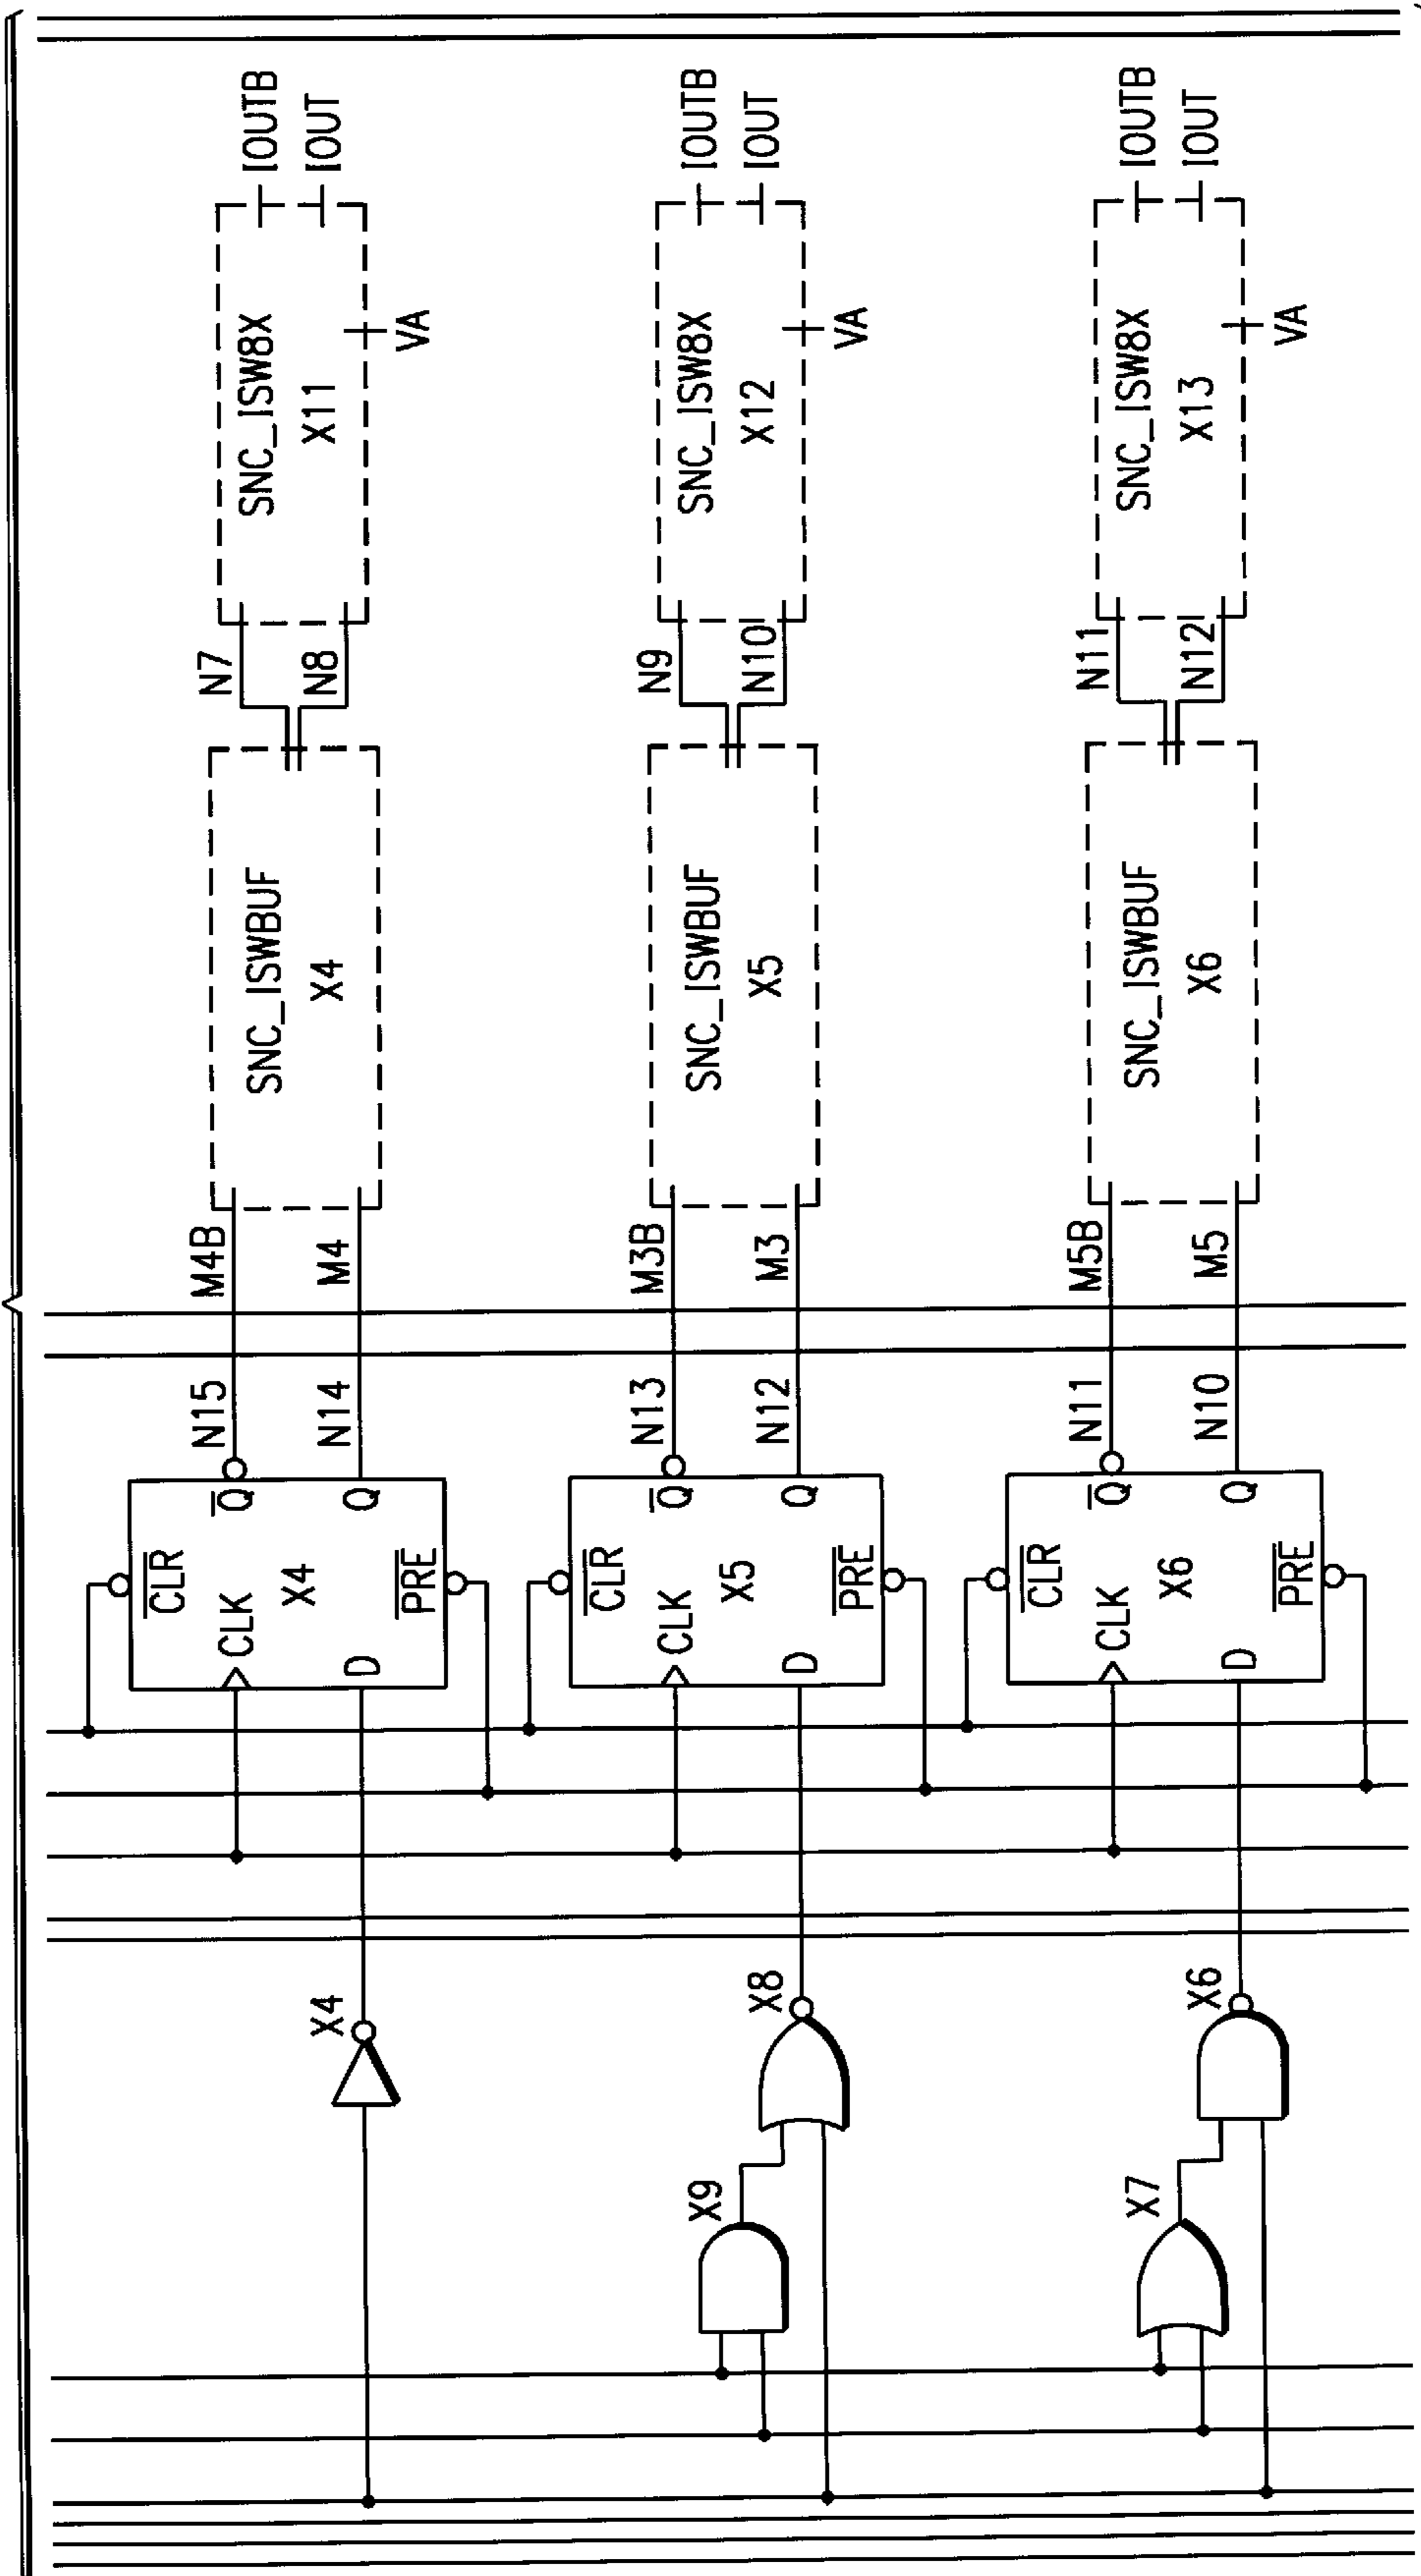 X4
CLR
CLK
X4
D
Q
Q
PRE
N15
N14
M4B
M4
SNC_ISWBUF
X4
N7
N8
SNC_ISW8X
X11
VA
IOUTB
IOUT
X9
X8
CLR
CLK
X5
D
Q
Q
PRE
N13
N12
M3B
M3
SNC_ISWBUF
X5
N9
N10
SNC_ISW8X
X12
VA
IOUTB
IOUT
X7
X6
CLR
CLK
X6
D
Q
Q
PRE
N11
N10
M5B
M5
SNC_ISWBUF
X6
N11
N12
SNC_ISW8X
X13
VA
IOUTB
IOUT